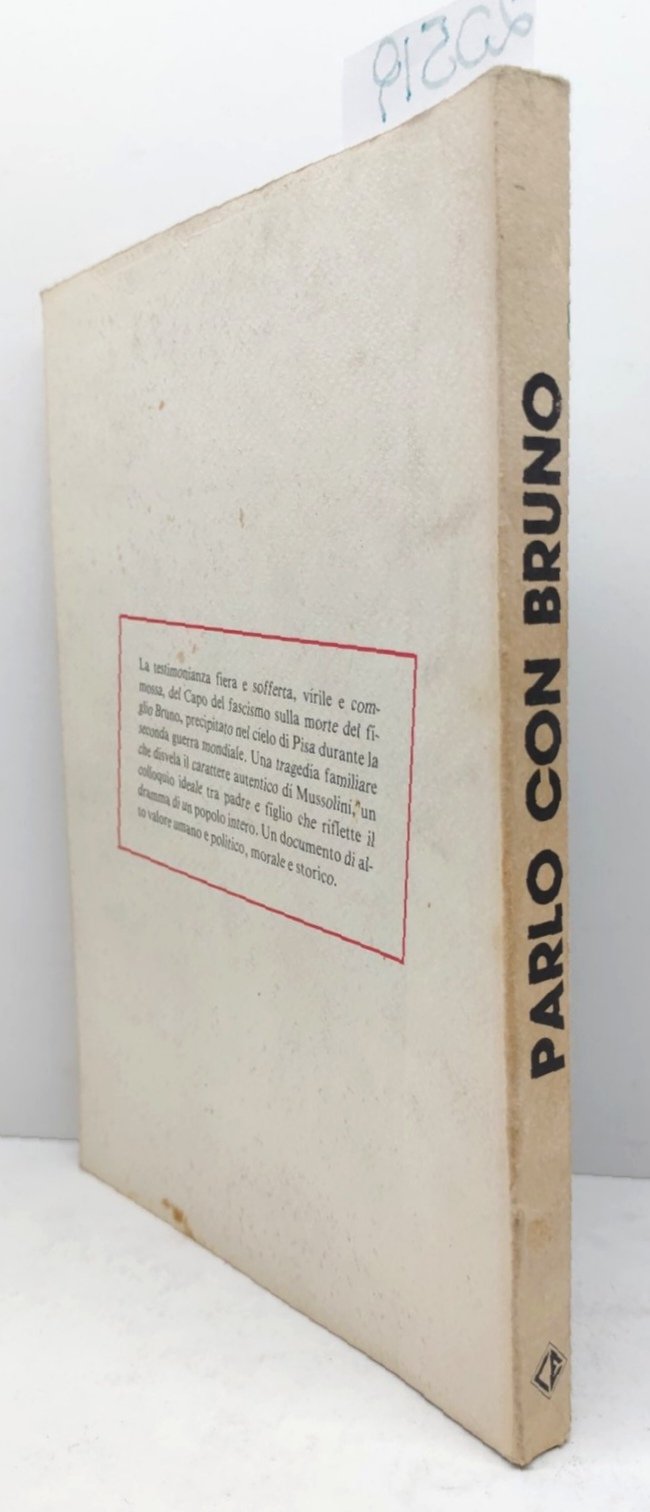 La testimonianza fiera e sofferta, virile e com-
mossa, del Capo del fascismo sulla morte del fi-
glio Bruno, precipitato nel cielo di Pisa durante la
seconda guerra mondiale. Una tragedia familiare
che disvela il carattere autentico di Mussolini, un
colloquio ideale tra padre e figlio che riflette il
dramma di un popolo intero. Un documento di al-
to valore umano e politico, morale e storico.
PARLO CON BRUNO